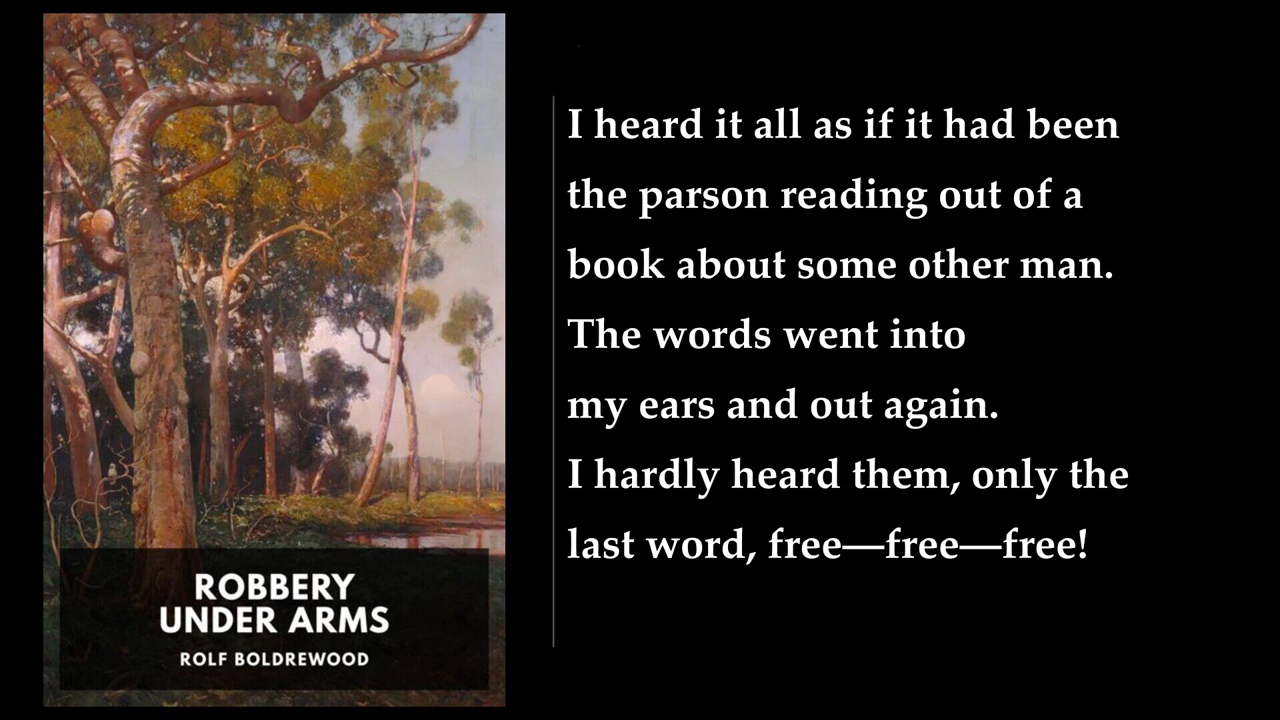 ROBBERY
UNDER ARMS
ROLF BOLDREWOOD
I heard it all as if it had been
the parson reading out of a
book about some other man.
The words went into
my ears and out again.
I hardly heard them, only the
last word, free—free—free!